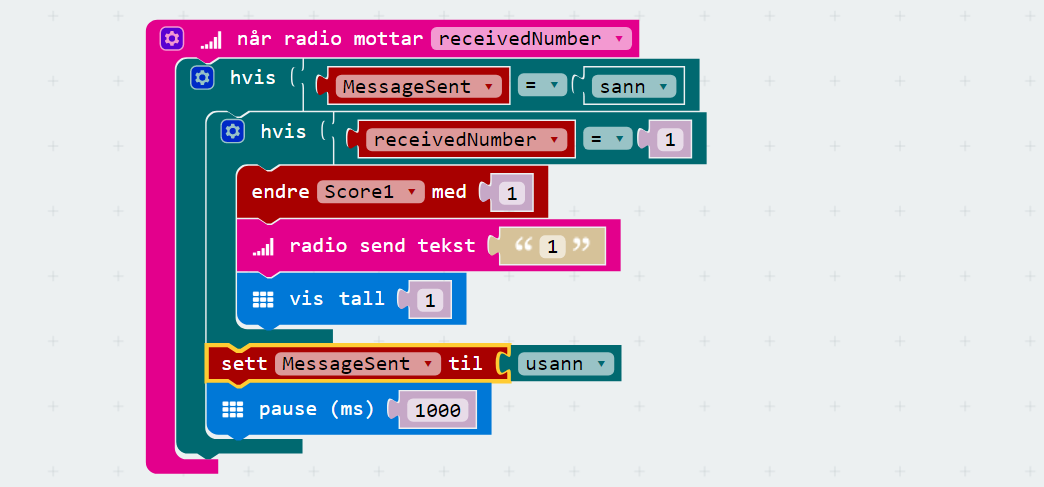 når radio mottar receivedNumber
hvis MessageSent = sann
hvis receivedNumber = 1
endre Score1 med 1
radio send tekst “ 1 ”
vis tall 1
sett MessageSent til usann
pause (ms) 1000